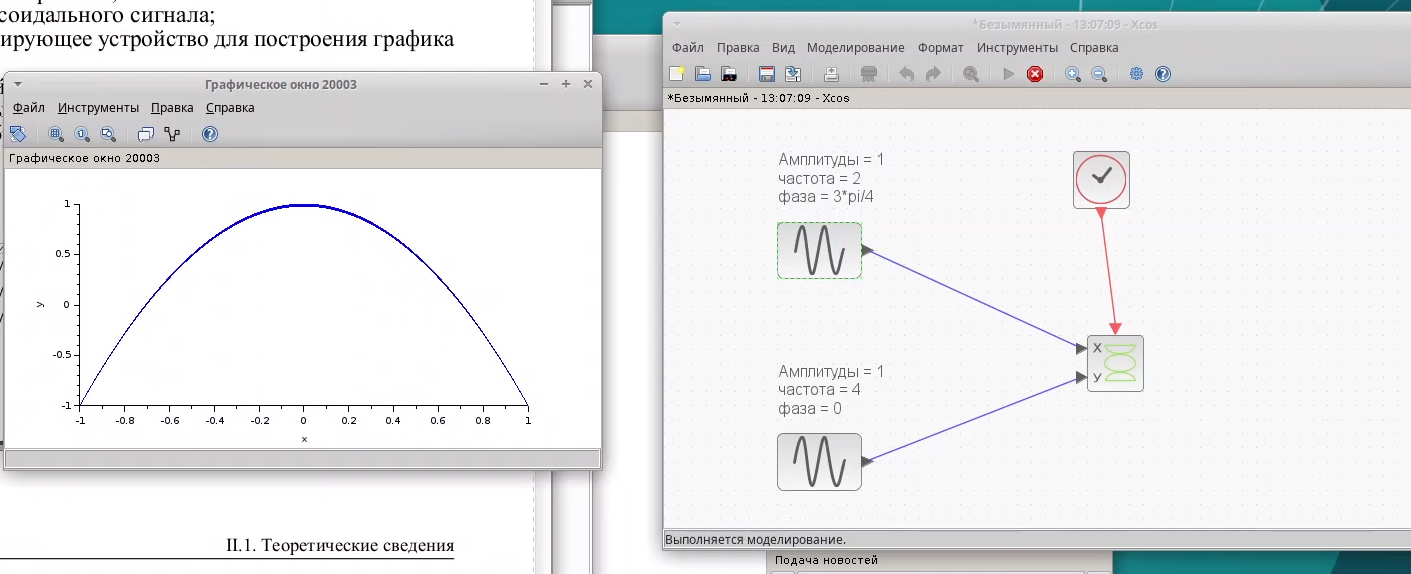 соидального сигнала;
ирующее устройство для построения графика
Графическое окно 20003
Файл Инструменты Правка Справка
Графическое окно 20003
1
0.5
0
-0.5
-1
y
-1 -0.8 -0.6 -0.4 -0.2 0 0.2 0.4 0.6 0.8 1
x
II.1. Теоретические сведения
*Безымянный - 13:07:09 - Xcos
Файл Правка Вид Моделирование Формат Инструменты Справка
*Безымянный - 13:07:09 - Xcos
Амплитуды = 1
частота = 2
фаза = 3*pi/4
X
У
Амплитуды = 1
частота = 4
фаза = 0
Выполняется моделирование.
Подача новостей